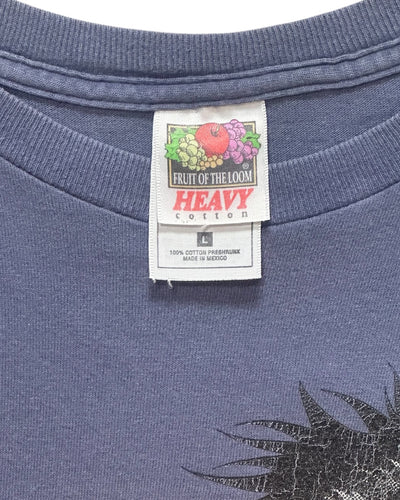 FRUIT OF THE LOOM
®
HEAVY
cotton
L
100% COTTON PRESHRUNK
MADE IN MEXICO